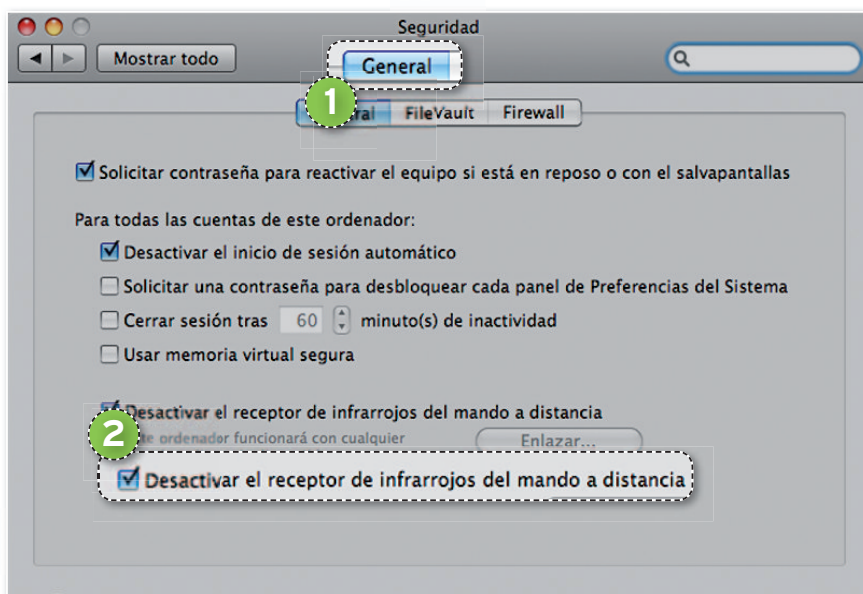 Seguridad
Mostrar todo
General
1
FileVault Firewall
Solicitar contraseña para reactivar el equipo si está en reposo o con el salvapantallas
Para todas las cuentas de este ordenador:
Desactivar el inicio de sesión automático
Solicitar una contraseña para desbloquear cada panel de Preferencias del Sistema
Cerrar sesión tras 60 minuto(s) de inactividad
Usar memoria virtual segura
Desactivar el receptor de infrarrojos del mando a distancia
2
ordenador funcionará con cualquier Enlazar...
Desactivar el receptor de infrarrojos del mando a distancia